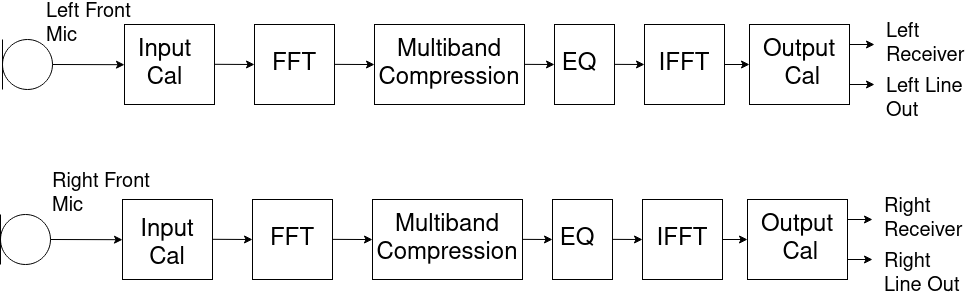 Left Front
Mic
Input
Cal
FFT
Multiband
Compression
EQ
IFFT
Output
Cal
Left
Receiver
Left Line
Out
Right Front
Mic
Input
Cal
FFT
Multiband
Compression
EQ
IFFT
Output
Cal
Right
Receiver
Right
Line Out